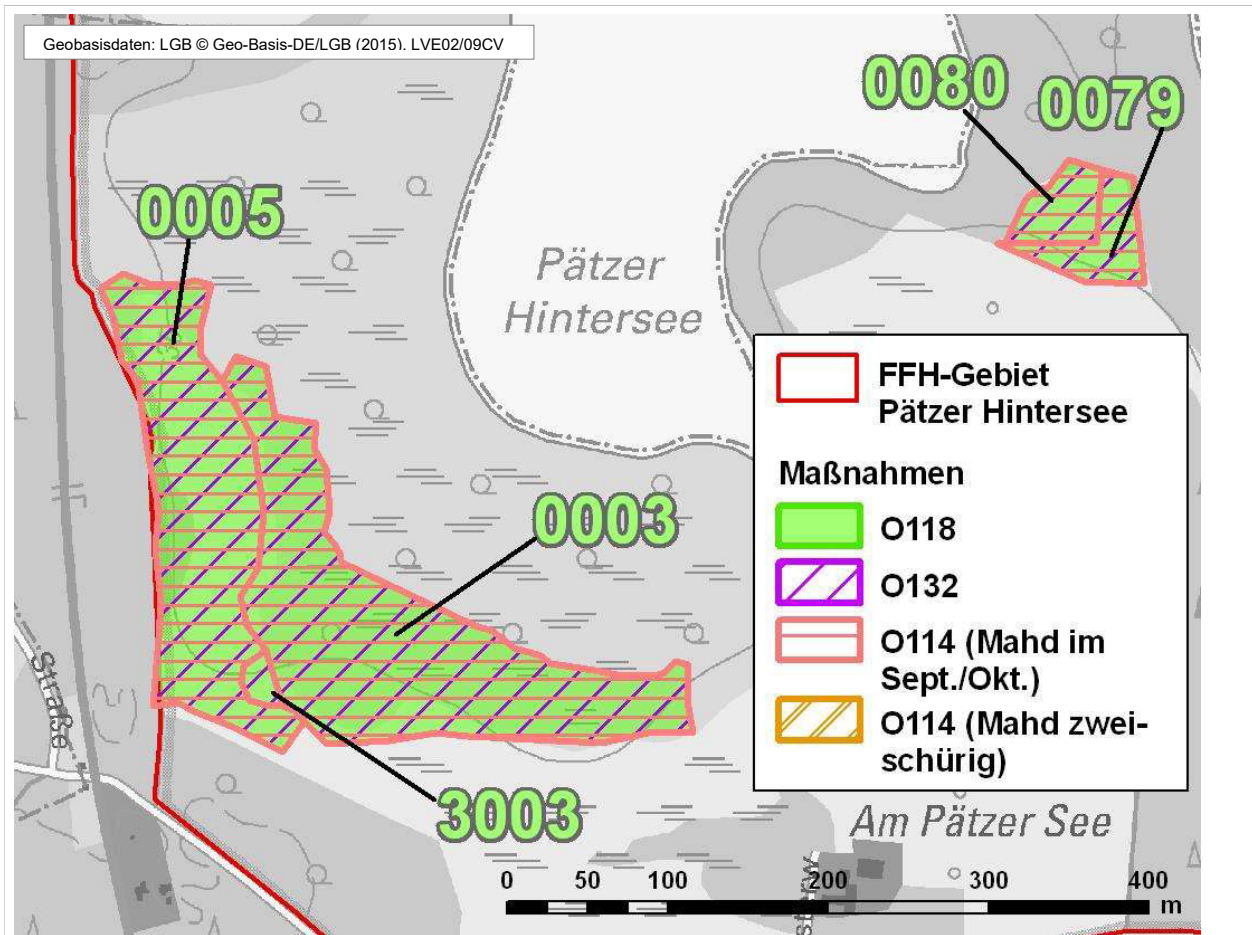 Geobasisdaten: LGB © Geo-Basis-DE/LGB (2015), LVE02/09CV
0080
0079
0005
Pätzer
Hintersee
FFH-Gebiet
Pätzer Hintersee
Maßnahmen
O118
O132
O114 (Mahd im
Sept./Okt.)
O114 (Mahd zwei-
schürig)
0003
Straße
3003
Am Pätzer See
0 50 100 200 300 400
m